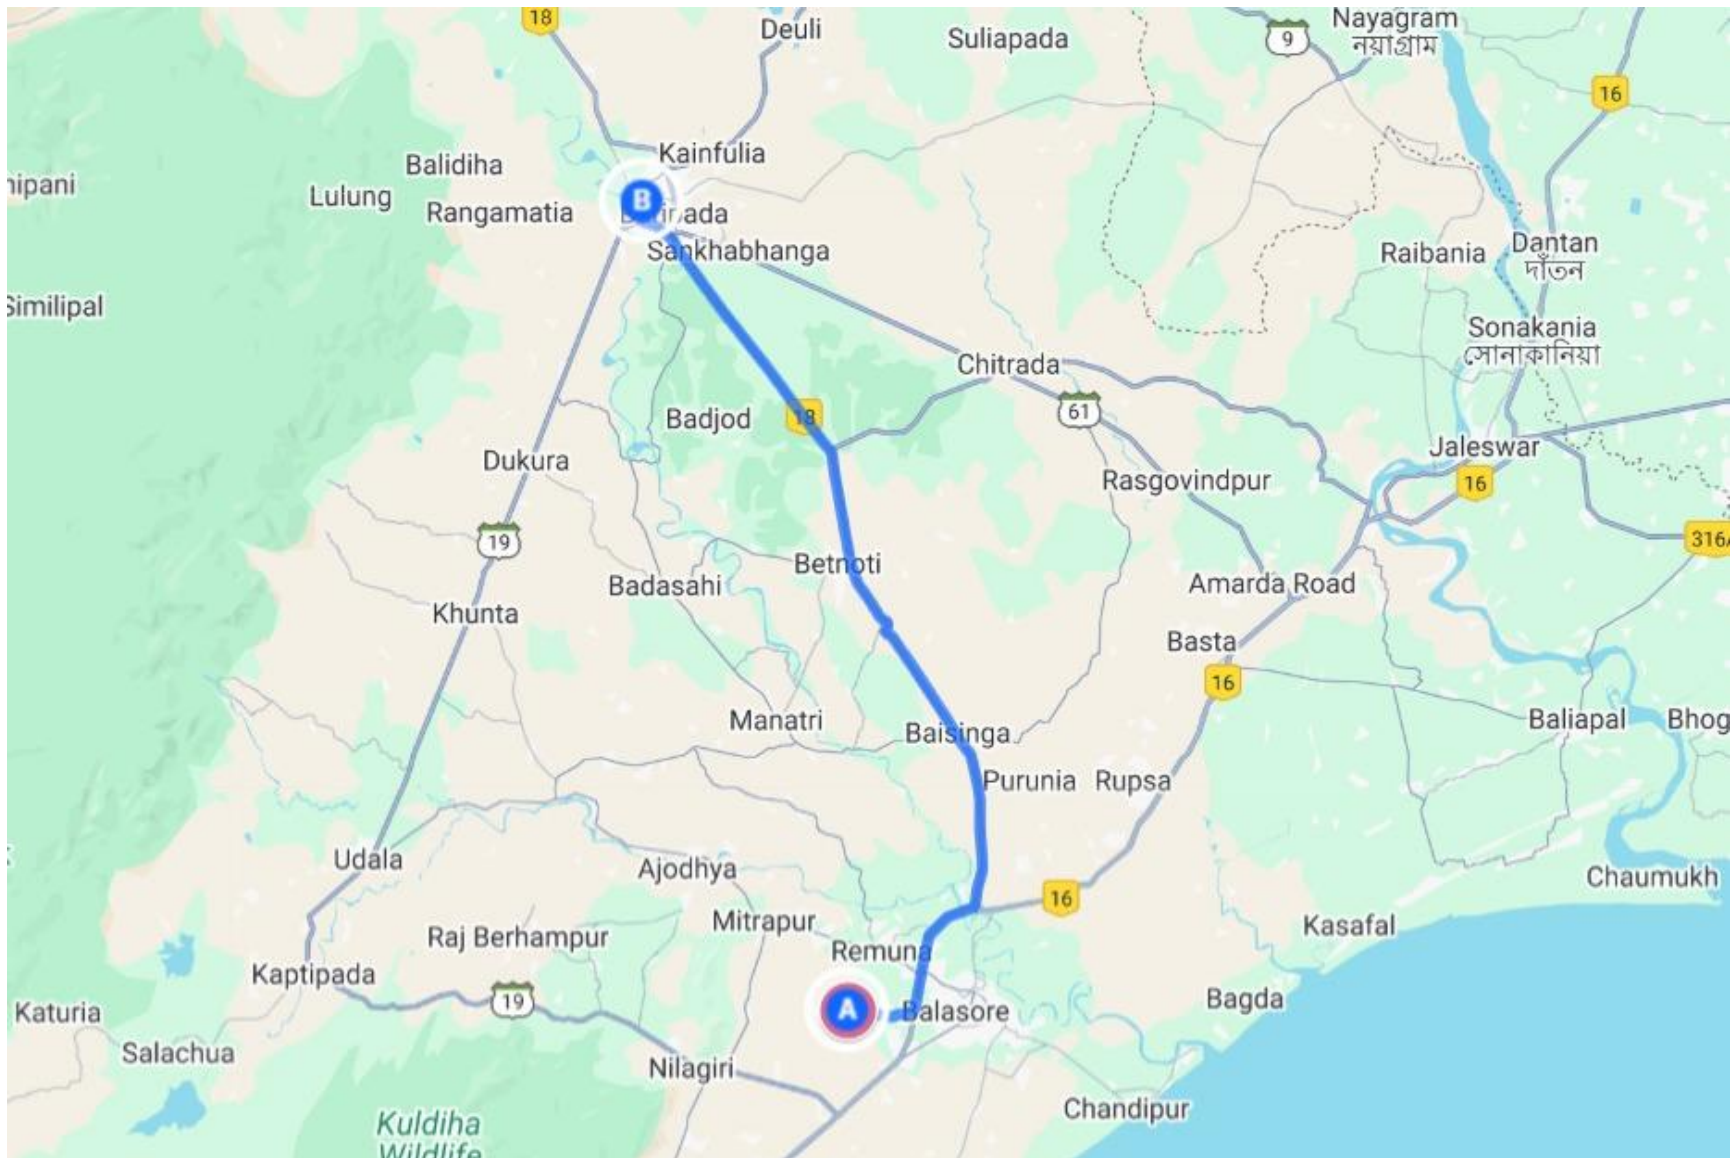 18
Deuli
Suliapada
9
Nayagram
নয়াগ্রাম
16
Kainfulia
Balidiha
nipani
Lulung
Rangamatia
B
Sankhabhanga
Raibania
Dantan
দাঁতন
Similipal
Sonakania
সোনাকানিয়া
Chitrada
Badjod
18
61
Jaleswar
Dukura
Rasgovindpur
16
19
316A
Betnoti
Badasahi
Amarda Road
Khunta
Basta
16
Manatri
Baisinga
Baliapal
Bhog
Purunia
Rupsa
Udala
Ajodhya
Chaumukh
16
Mitrapur
Kasafal
Raj Berhampur
Remuna
Kaptipada
19
A
Balasore
Bagda
Katuria
Salachua
Nilagiri
Chandipur
Kuldiha
Wildlife